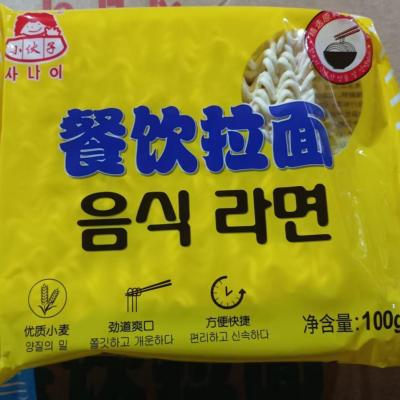 小伙子
사나이
餐饮拉面
음식 라면
优质小麦
양질의 밀
劲道爽口
쫄깃하고 개운하다
方便快捷
편리하고 신속하다
净含量：100g